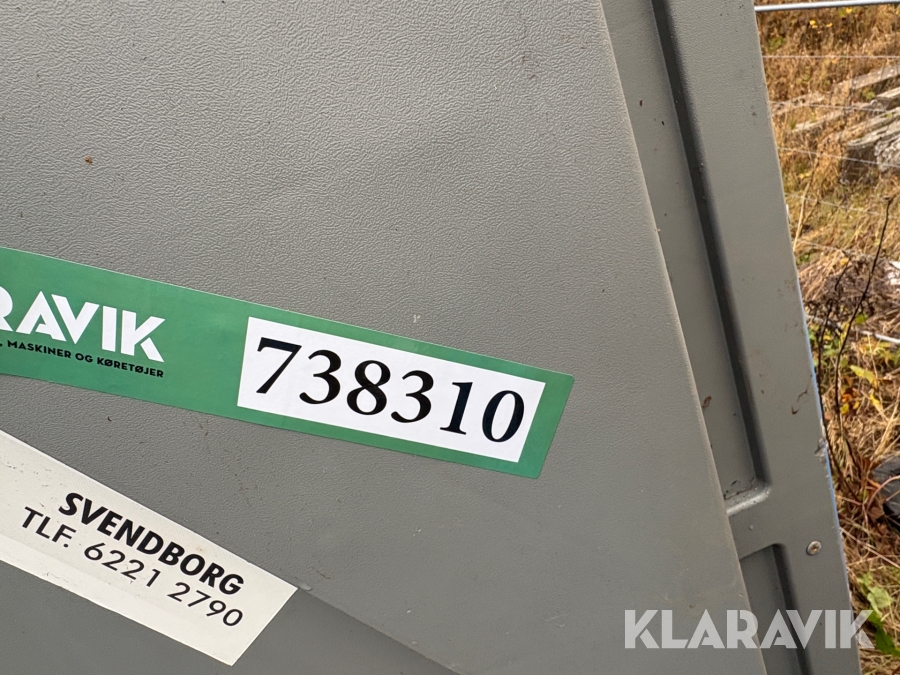 RAVIK
, MASKINER OG KØRETØJER
738310
SVENDBORG
TLF. 6221 2790
KLARAVIK